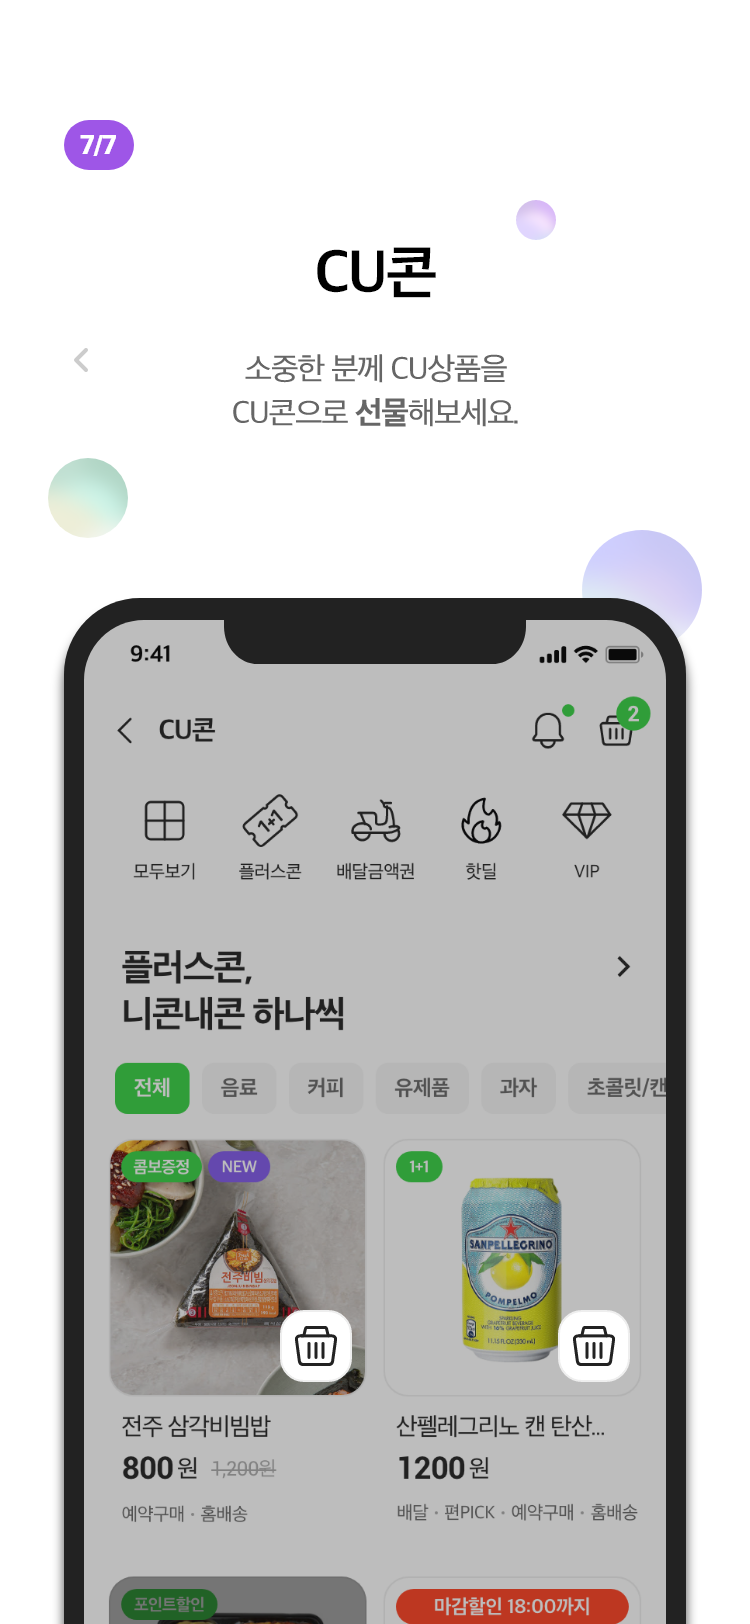 7/7
CU콘
소중한 분께 CU상품을
CU콘으로 선물해보세요.
9:41
CU콘
2
1+1
모두보기
플러스콘
배달금액권
핫딜
VIP
플러스콘,
니콘내콘 하나씩
전체
음료
커피
유제품
과자
초콜릿/캔
콤보증정
NEW
전주비빔
1+1
SANPELLEGRINO
POMPELMO
전주 삼각비빔밥
800원 1,200원
예약구매 · 홈배송
산펠레그리노 캔 탄산...
1200원
배달 · 편PICK · 예약구매 · 홈배송
포인트할인
마감할인 18:00까지